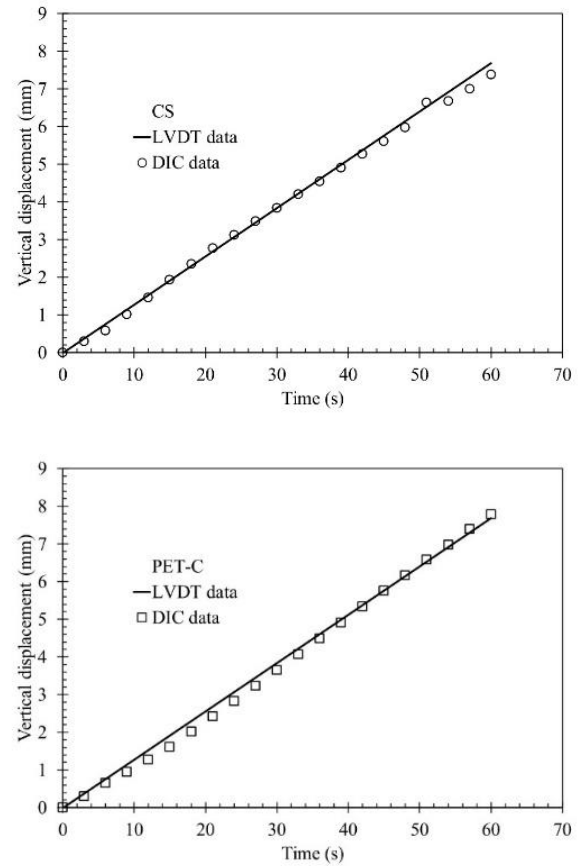 9
8
7
6
5
4
3
2
1
0
Vertical displacement (mm)
CS
LVDT data
DIC data
0 10 20 30 40 50 60 70
Time (s)
9
8
7
6
5
4
3
2
1
0
Vertical displacement (mm)
PET-C
LVDT data
DIC data
0 10 20 30 40 50 60 70
Time (s)